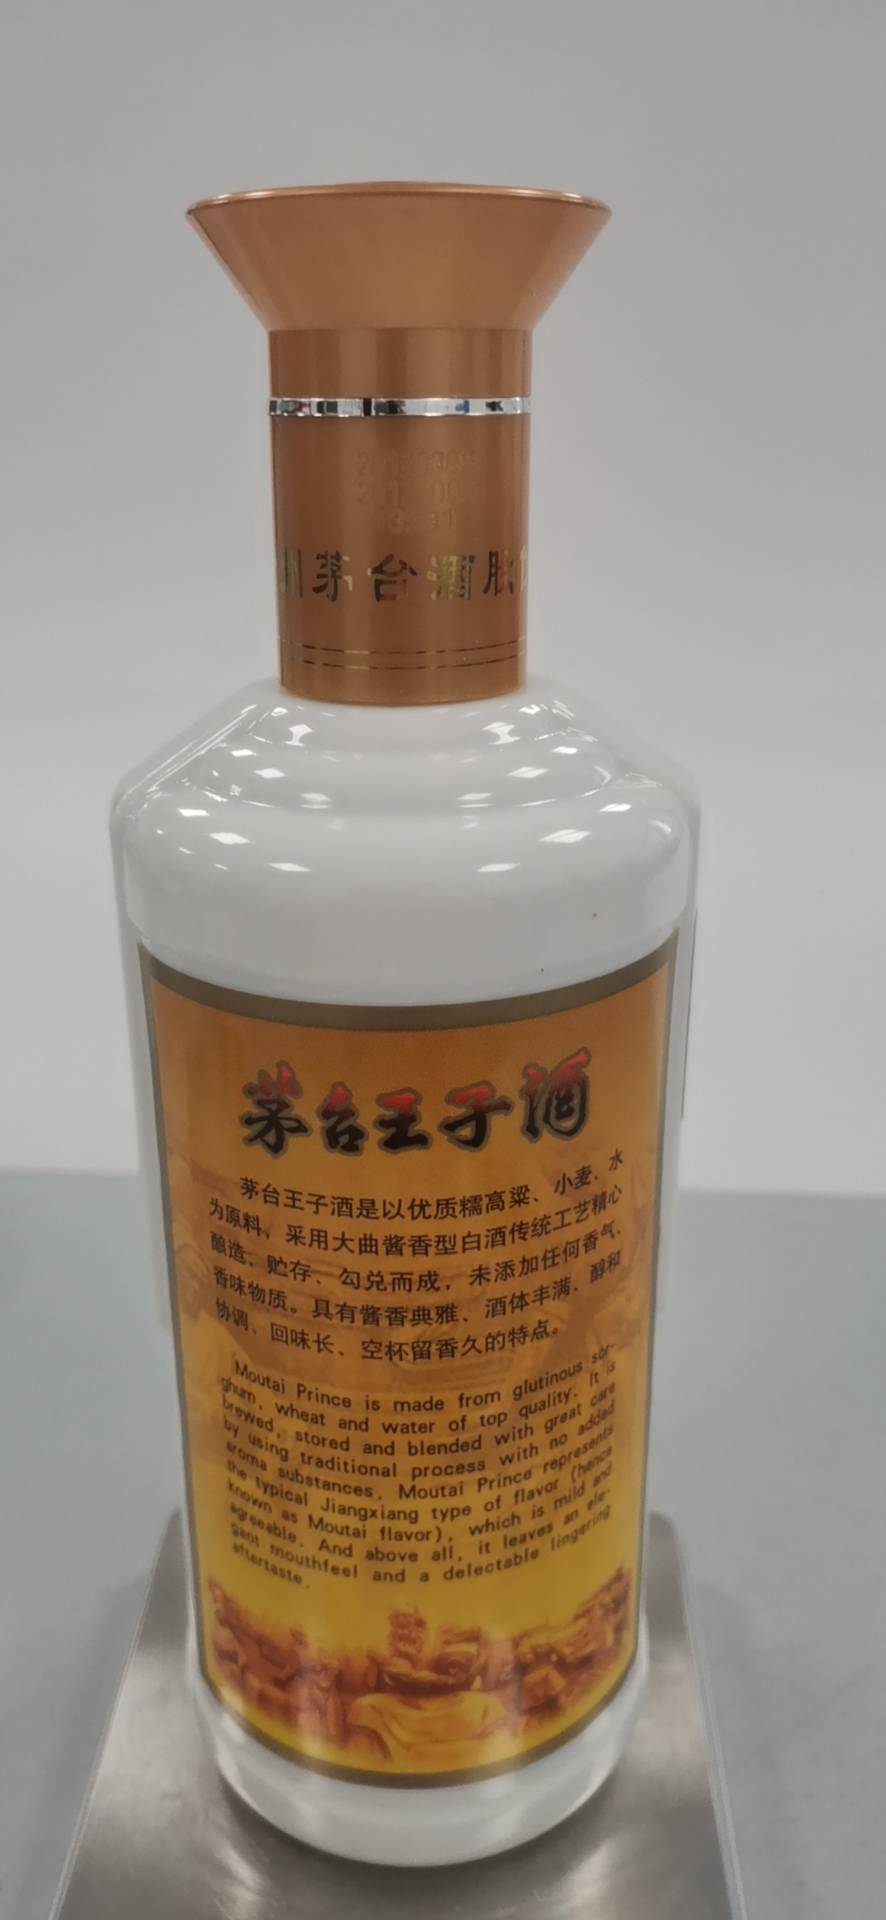 州茅台酒股
茅台王子酒
茅台王子酒是以优质糯高粱、小麦、水
为原料，采用大曲酱香型白酒传统工艺精心
酿造、贮存、勾兑而成，未添加任何香气、
香味物质。具有酱香典雅、酒体丰满、醇和
协调、回味长、空杯留香久的特点。
Moutai Prince is made from glutinous sor-
ghum, wheat and water of top quality. It is
brewed, stored and blended with great care
by using traditional process with no added
aroma substances. Moutai Prince represents
the typical Jiangxiang type of flavor (hence
known as Moutai flavor), which is mild and
agreeable. And above all, it leaves an ele-
gant mouthfeel and a delectable lingering
aftertaste.